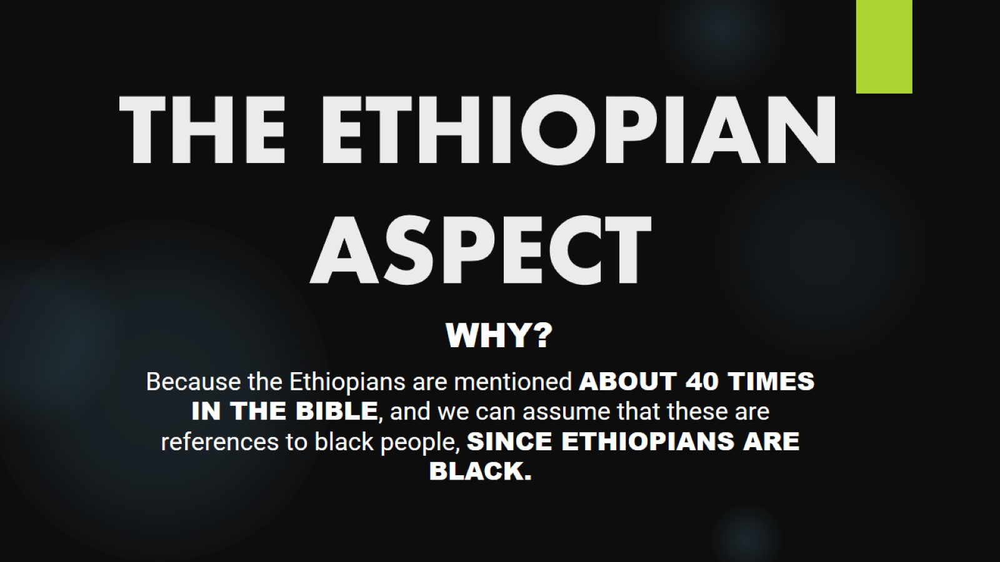 THE ETHIOPIAN
ASPECT
WHY?
Because the Ethiopians are mentioned ABOUT 40 TIMES
IN THE BIBLE, and we can assume that these are
references to black people, SINCE ETHIOPIANS ARE
BLACK.